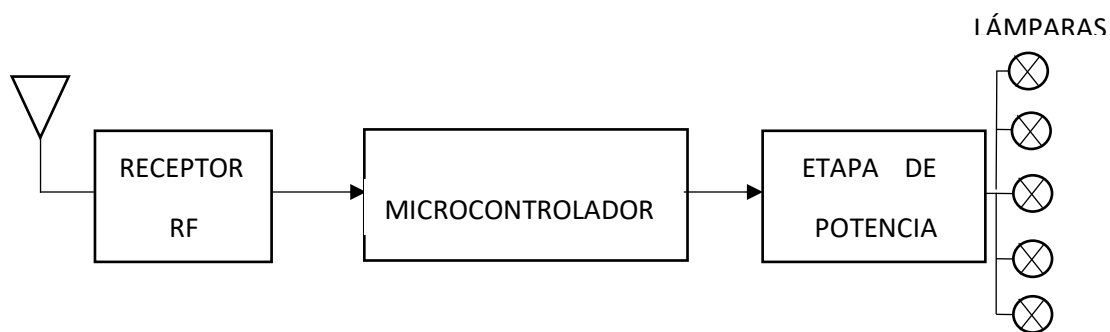 LÁMPARAS
RECEPTOR
RF
MICROCONTROLADOR
ETAPA DE
POTENCIA